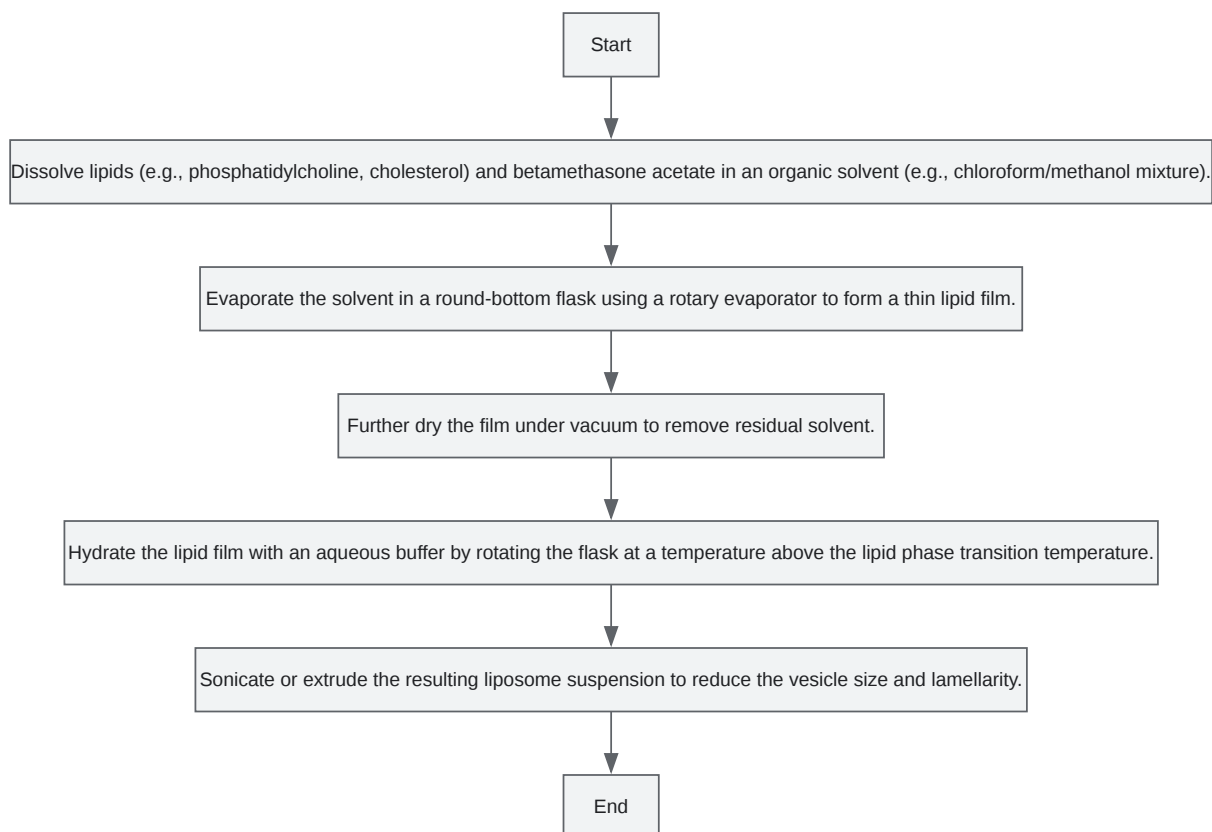 Start
Dissolve lipids (e.g., phosphatidylcholine, cholesterol) and betamethasone acetate in an organic solvent (e.g., chloroform/methanol mixture).
Evaporate the solvent in a round-bottom flask using a rotary evaporator to form a thin lipid film.
Further dry the film under vacuum to remove residual solvent.
Hydrate the lipid film with an aqueous buffer by rotating the flask at a temperature above the lipid phase transition temperature.
Sonicate or extrude the resulting liposome suspension to reduce the vesicle size and lamellarity.
End